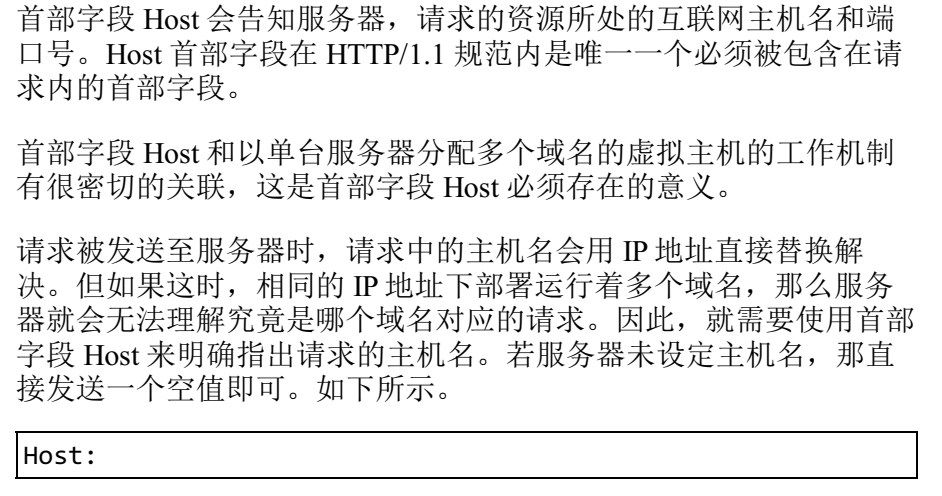 首部字段 Host 会告知服务器，请求的资源所处的互联网主机名和端
口号。Host 首部字段在 HTTP/1.1 规范内是唯一一个必须被包含在请
求内的首部字段。
首部字段 Host 和以单台服务器分配多个域名的虚拟主机的工作机制
有很密切的关联，这是首部字段 Host 必须存在的意义。
请求被发送至服务器时，请求中的主机名会用 IP 地址直接替换解
决。但如果这时，相同的 IP 地址下部署运行着多个域名，那么服务
器就会无法理解究竟是哪个域名对应的请求。因此，就需要使用首部
字段 Host 来明确指出请求的主机名。若服务器未设定主机名，那直
接发送一个空值即可。如下所示。
Host: